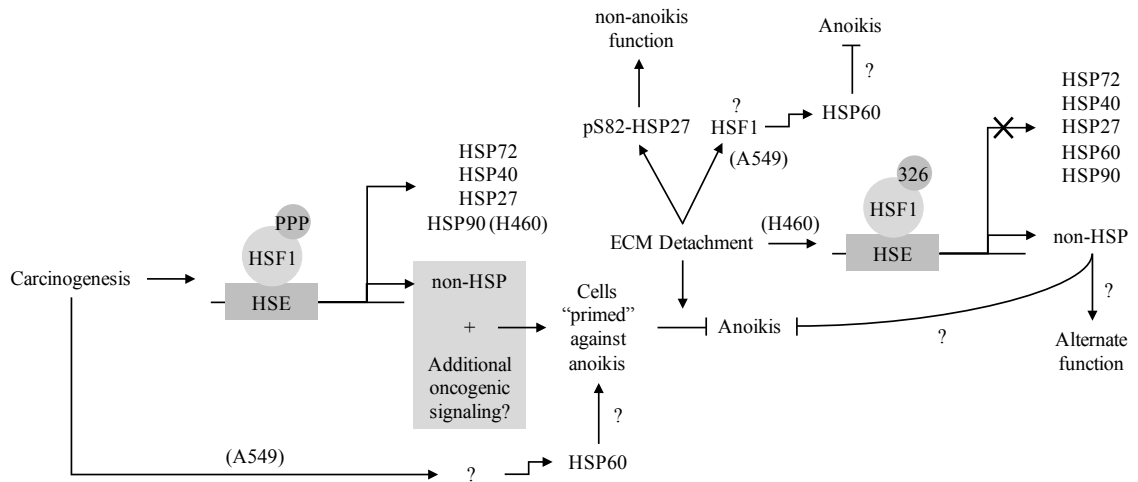 non-anoikis
function
Anoikis
?
pS82-HSP27
?
HSF1
(A549)
HSP60
HSP72
HSP40
HSP27
HSP60
HSP90
326
HSF1
HSE
(H460)
ECM Detachment
non-HSP
?
Alternate
function
?
HSP72
HSP40
HSP27
HSP90 (H460)
PPP
HSF1
HSE
Carcinogenesis
non-HSP
+
Additional
oncogenic
signaling?
Cells
“primed”
against
anoikis
Anoikis
?
(A549)
?
HSP60